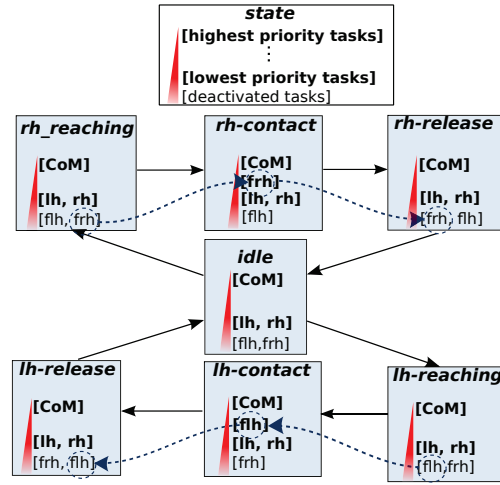 state
[highest priority tasks]
⋮
[lowest priority tasks]
[deactivated tasks]
rh_reaching
[CoM]
[lh, rh]
[flh, frh]
rh-contact
[CoM]
[frh]
[lh, rh]
[flh]
rh-release
[CoM]
[lh, rh]
[frh, flh]
idle
[CoM]
[lh, rh]
[flh,frh]
lh-release
[CoM]
[lh, rh]
[frh, flh]
lh-contact
[CoM]
[flh]
[lh, rh]
[frh]
lh-reaching
[CoM]
[lh, rh]
[flh,frh]